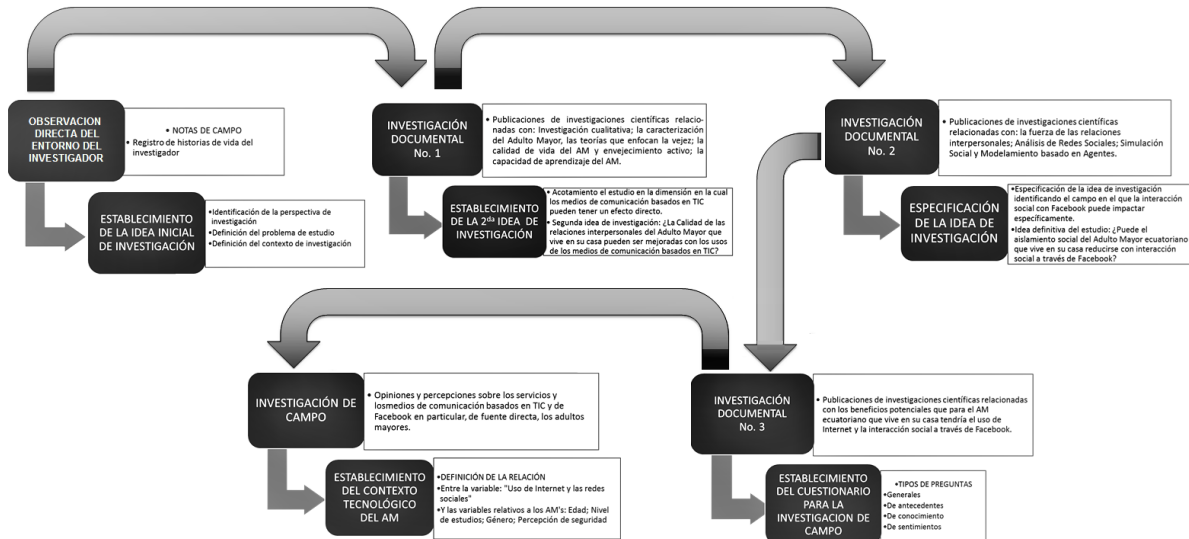 OBSERVACION
DIRECTA DEL
ENTORNO DEL
INVESTIGADOR
• NOTAS DE CAMPO
• Registro de historias de vida del
investigador
ESTABLECIMIENTO
DE LA IDEA INICIAL
DE INVESTIGACIÓN
•Identificación de la perspectiva de
investigación
•Definición del problema de estudio
•Definición del contexto de investigación
INVESTIGACIÓN
DOCUMENTAL
No. 1
• Publicaciones de investigaciones científicas relacio-
nadas con: Investigación cualitativa; la caracterización
del Adulto Mayor, las teorías que enfocan la vejez; la
calidad de vida del AM y envejecimiento activo; la
capacidad de aprendizaje del AM.
ESTABLECIMIENTO
DE LA 2da IDEA DE
INVESTIGACIÓN
• Acotamiento el estudio en la dimensión en la cual
los medios de comunicación basados en TIC
pueden tener un efecto directo.
• Segunda idea de investigación: ¿La Calidad de las
relaciones interpersonales del Adulto Mayor que
vive en su casa pueden ser mejoradas con los usos
de los medios de comunicación basados en TIC?
INVESTIGACIÓN
DOCUMENTAL
No. 2
• Publicaciones de investigaciones científicas
relacionadas con: la fuerza de las relaciones
interpersonales; Análisis de Redes Sociales; Simulación
Social y Modelamiento basado en Agentes.
ESPECIFICACIÓN
DE LA IDEA DE
INVESTIGACIÓN
•Especificación de la idea de investigación
identificando el campo en el que la interacción
social con Facebook puede impactar
específicamente.
•Idea definitiva del estudio: ¿Puede el
aislamiento social del Adulto Mayor ecuatoriano
que vive en su casa reducirse con interacción
social a través de Facebook?
INVESTIGACIÓN DE
CAMPO
• Opiniones y percepciones sobre los servicios y
losmedios de comunicación basados en TIC y de
Facebook en particular, de fuente directa, los adultos
mayores.
ESTABLECIMIENTO
DEL CONTEXTO
TECNOLÓGICO
DEL AM
•DEFINICIÓN DE LA RELACIÓN
•Entre la variable: "Uso de Internet y las redes
sociales"
•Y las variables relativos a los AM's: Edad; Nivel
de estudios; Género; Percepción de seguridad
INVESTIGACIÓN
DOCUMENTAL
No. 3
• Publicaciones de investigaciones científica relacionadas
con los beneficios potenciales que para el AM
ecuatoriano que vive en su casa tendría el uso de
Internet y la interacción social a través de Facebook.
ESTABLECIMIENTO
DEL CUESTIONARIO
PARA LA
INVESTIGACION DE
CAMPO
•TIPOS DE PREGUNTAS
•Generales
•De antecedentes
•De conocimiento
•De sentimientos